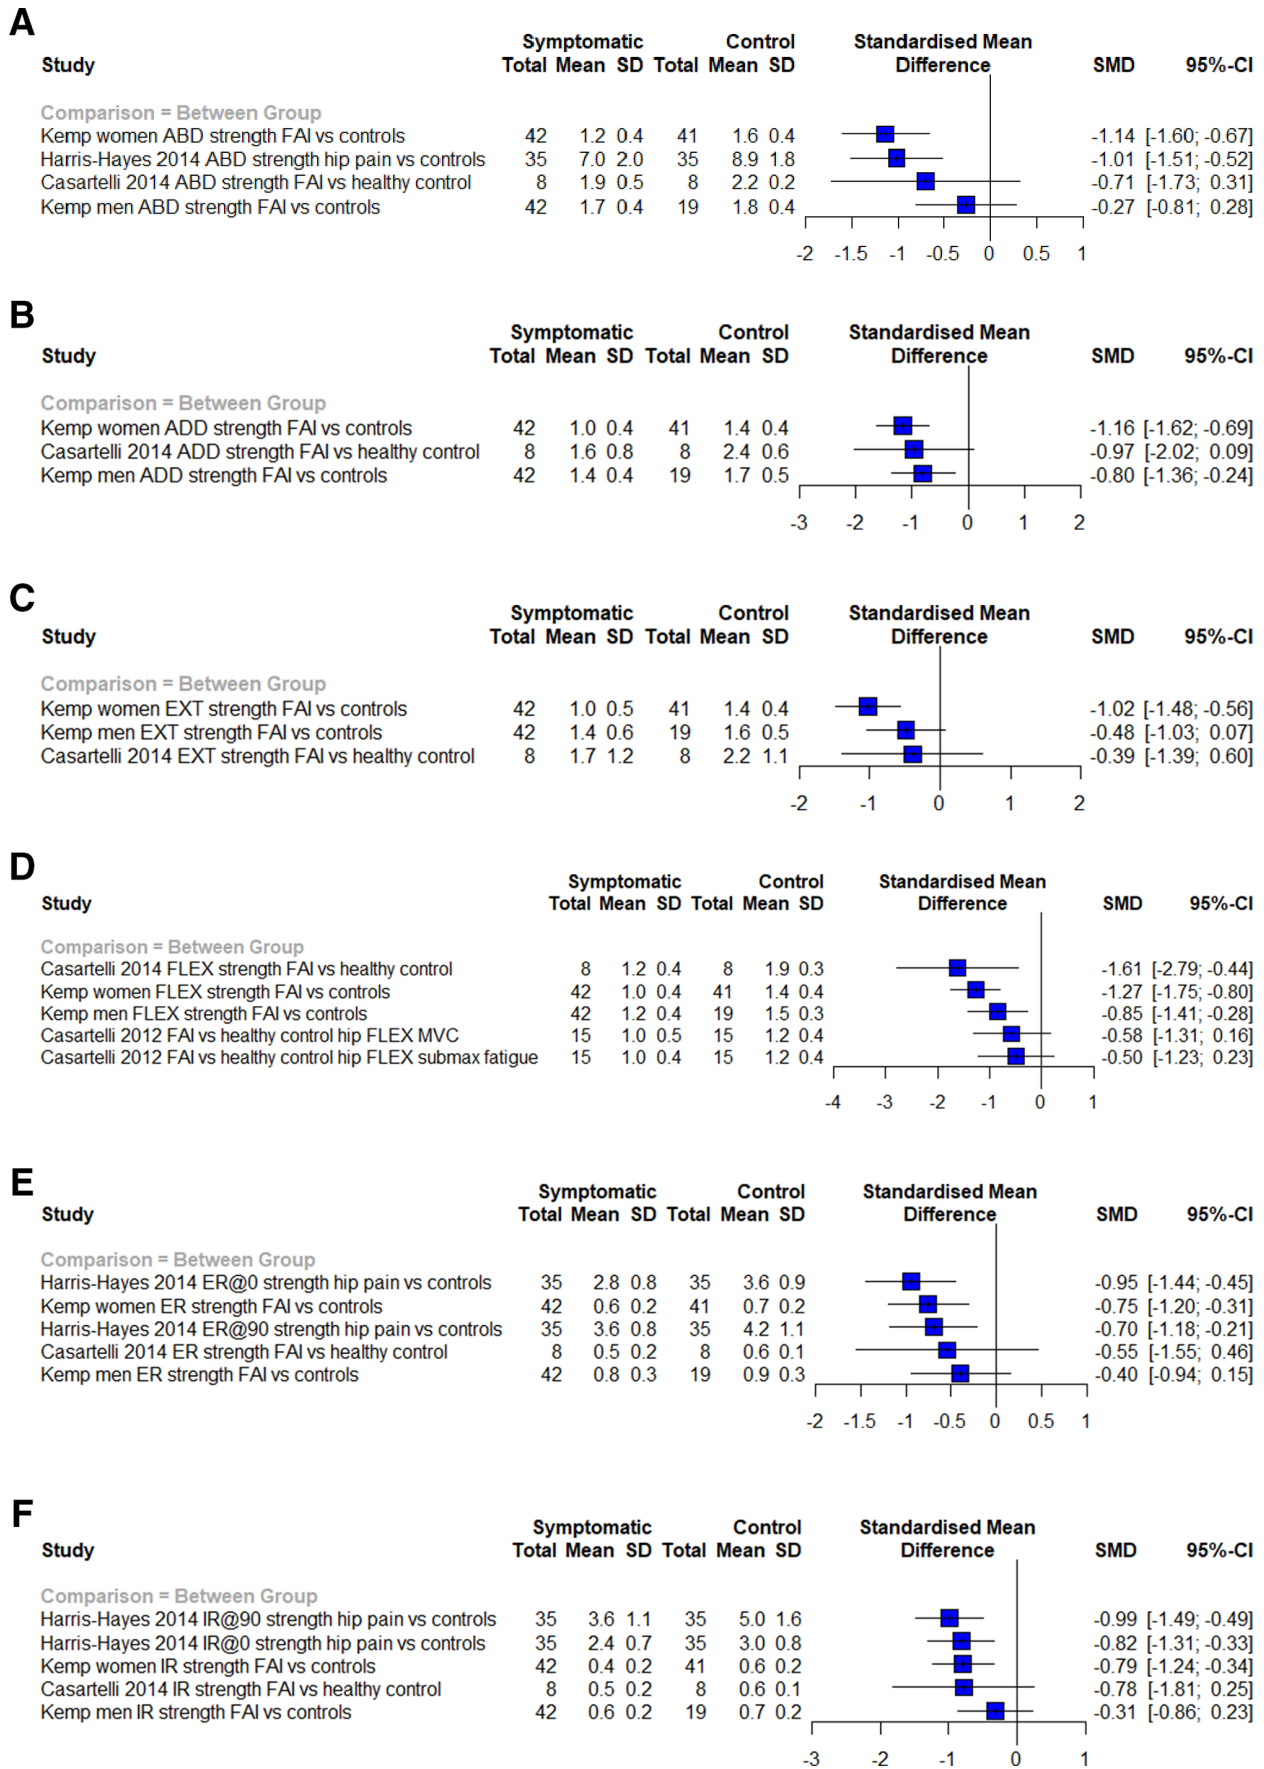 A
Symptomatic Control Standardised Mean
Study Total Mean SD Total Mean SD Difference SMD 95%-CI
Comparison = Between Group
Kemp women ABD strength FAI vs controls 42 1.2 0.4 41 1.6 0.4 -1.14 [-1.60; -0.67]
Harris-Hayes 2014 ABD strength hip pain vs controls 35 7.0 2.0 35 8.9 1.8 -1.01 [-1.51; -0.52]
Casartelli 2014 ABD strength FAI vs healthy control 8 1.9 0.5 8 2.2 0.2 -0.71 [-1.73; 0.31]
Kemp men ABD strength FAI vs controls 42 1.7 0.4 19 1.8 0.4 -0.27 [-0.81; 0.28]
-2 -1.5 -1 -0.5 0 0.5 1
B
Symptomatic Control Standardised Mean
Study Total Mean SD Total Mean SD Difference SMD 95%-CI
Comparison = Between Group
Kemp women ADD strength FAI vs controls 42 1.0 0.4 41 1.4 0.4 -1.16 [-1.62; -0.69]
Casartelli 2014 ADD strength FAI vs healthy control 8 1.6 0.8 8 2.4 0.6 -0.97 [-2.02; 0.09]
Kemp men ADD strength FAI vs controls 42 1.4 0.4 19 1.7 0.5 -0.80 [-1.36; -0.24]
-3 -2 -1 0 1 2
C
Symptomatic Control Standardised Mean
Study Total Mean SD Total Mean SD Difference SMD 95%-CI
Comparison = Between Group
Kemp women EXT strength FAI vs controls 42 1.0 0.5 41 1.4 0.4 -1.02 [-1.48; -0.56]
Kemp men EXT strength FAI vs controls 42 1.4 0.6 19 1.6 0.5 -0.48 [-1.03; 0.07]
Casartelli 2014 EXT strength FAI vs healthy control 8 1.7 1.2 8 2.2 1.1 -0.39 [-1.39; 0.60]
-2 -1 0 1 2
D
Symptomatic Control Standardised Mean
Study Total Mean SD Total Mean SD Difference SMD 95%-CI
Comparison = Between Group
Casartelli 2014 FLEX strength FAI vs healthy control 8 1.2 0.4 8 1.9 0.3 -1.61 [-2.79; -0.44]
Kemp women FLEX strength FAI vs controls 42 1.0 0.4 41 1.4 0.4 -1.27 [-1.75; -0.80]
Kemp men FLEX strength FAI vs controls 42 1.2 0.4 19 1.5 0.3 -0.85 [-1.41; -0.28]
Casartelli 2012 FAI vs healthy control hip FLEX MVC 15 1.0 0.5 15 1.2 0.4 -0.58 [-1.31; 0.16]
Casartelli 2012 FAI vs healthy control hip FLEX submax fatigue 15 1.0 0.4 15 1.2 0.4 -0.50 [-1.23; 0.23]
-4 -3 -2 -1 0 1
E
Symptomatic Control Standardised Mean
Study Total Mean SD Total Mean SD Difference SMD 95%-CI
Comparison = Between Group
Harris-Hayes 2014 ER@0 strength hip pain vs controls 35 2.8 0.8 35 3.6 0.9 -0.95 [-1.44; -0.45]
Kemp women ER strength FAI vs controls 42 0.6 0.2 41 0.7 0.2 -0.75 [-1.20; -0.31]
Harris-Hayes 2014 ER@90 strength hip pain vs controls 35 3.6 0.8 35 4.2 1.1 -0.70 [-1.18; -0.21]
Casartelli 2014 ER strength FAI vs healthy control 8 0.5 0.2 8 0.6 0.1 -0.55 [-1.55; 0.46]
Kemp men ER strength FAI vs controls 42 0.8 0.3 19 0.9 0.3 -0.40 [-0.94; 0.15]
-2 -1.5 -1 -0.5 0 0.5 1
F
Symptomatic Control Standardised Mean
Study Total Mean SD Total Mean SD Difference SMD 95%-CI
Comparison = Between Group
Harris-Hayes 2014 IR@90 strength hip pain vs controls 35 3.6 1.1 35 5.0 1.6 -0.99 [-1.49; -0.49]
Harris-Hayes 2014 IR@0 strength hip pain vs controls 35 2.4 0.7 35 3.0 0.8 -0.82 [-1.31; -0.33]
Kemp women IR strength FAI vs controls 42 0.4 0.2 41 0.6 0.2 -0.79 [-1.24; -0.34]
Casartelli 2014 IR strength FAI vs healthy control 8 0.5 0.2 8 0.6 0.1 -0.78 [-1.81; 0.25]
Kemp men IR strength FAI vs controls 42 0.6 0.2 19 0.7 0.2 -0.31 [-0.86; 0.23]
-3 -2 -1 0 1